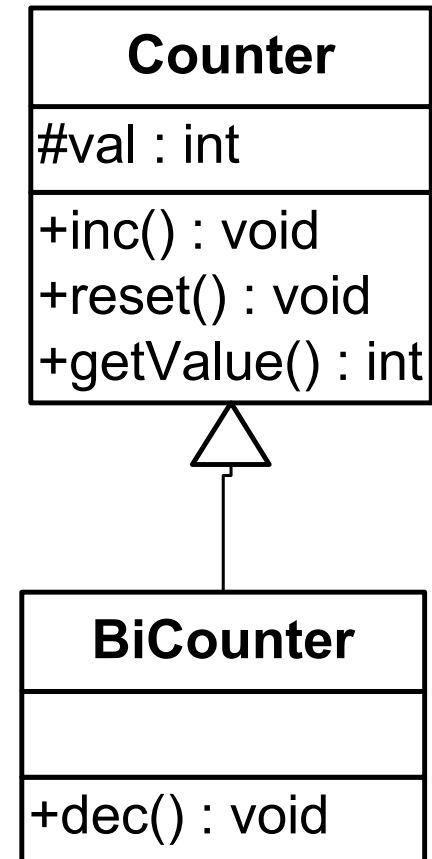 Counter
#val : int
+inc() : void
+reset() : void
+getValue() : int
BiCounter
+dec() : void